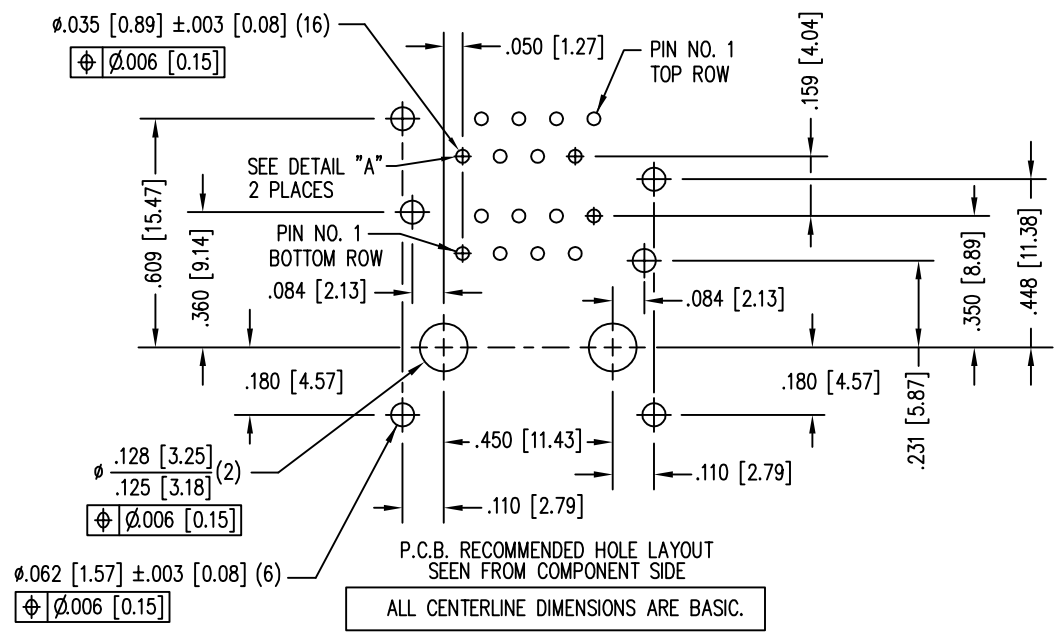 ø.035 [0.89] ±.003 [0.08] (16)
⌖ Ø.006 [0.15]
.050 [1.27]
PIN NO. 1
TOP ROW
.159 [4.04]
SEE DETAIL "A"
2 PLACES
PIN NO. 1
BOTTOM ROW
.609 [15.47]
.360 [9.14]
.084 [2.13]
.084 [2.13]
.350 [8.89]
.448 [11.38]
.180 [4.57]
.180 [4.57]
.231 [5.87]
.450 [11.43]
ø .128 [3.25]
.125 [3.18] (2)
⌖ Ø.006 [0.15]
.110 [2.79]
.110 [2.79]
ø.062 [1.57] ±.003 [0.08] (6)
⌖ Ø.006 [0.15]
P.C.B. RECOMMENDED HOLE LAYOUT
SEEN FROM COMPONENT SIDE
ALL CENTERLINE DIMENSIONS ARE BASIC.